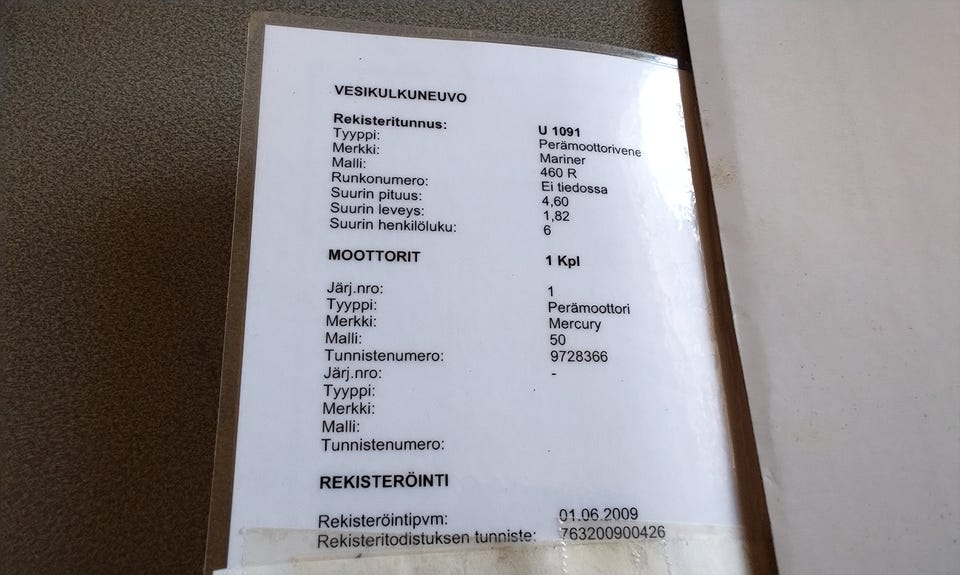 VESIKULKUNEUVO
Rekisteritunnus: U 1091
Tyyppi: Perämoottorivene
Merkki: Mariner
Malli: 460 R
Runkonumero: Ei tiedossa
Suurin pituus: 4,60
Suurin leveys: 1,82
Suurin henkilöluku: 6
MOOTTORIT 1 Kpl
Järj.nro: 1
Tyyppi: Perämoottori
Merkki: Mercury
Malli: 50
Tunnistenumero: 9728366
Järj.nro: -
Tyyppi:
Merkki:
Malli:
Tunnistenumero:
REKISTERÖINTI
Rekisteröintipvm: 01.06.2009
Rekisteritodistuksen tunniste: 763200900426